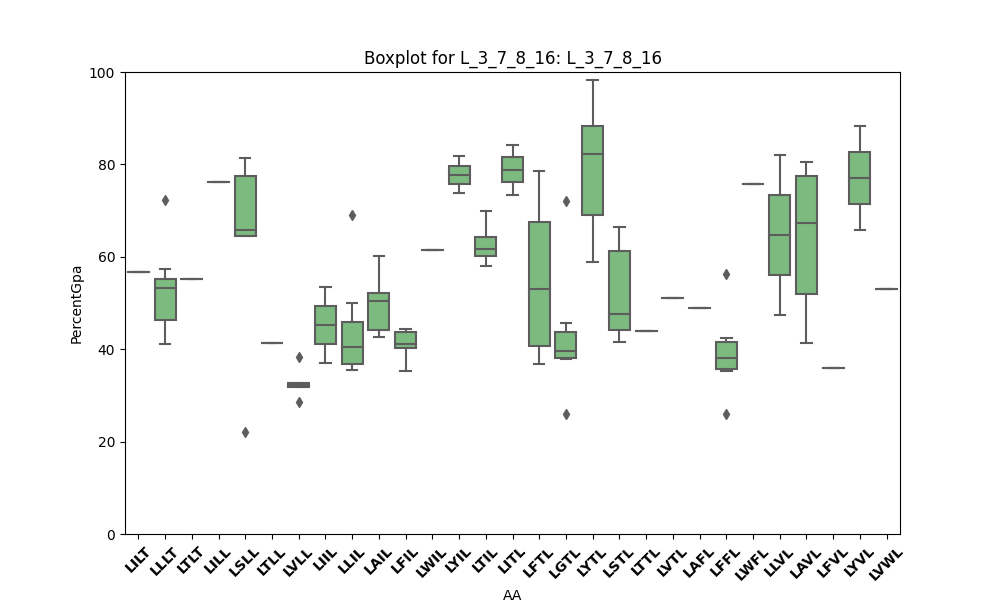 Boxplot for L_3_7_8_16: L_3_7_8_16
100
80
60
40
20
0
PercentGpa
LILT LLLT LTLT LILL LSLL LTLL LVLL LIIL LLIL LAIL LFIL LWIL LYIL LTIL LITL LFTL LGTL LYTL LSTL LTTL LVTL LAFL LFFL LWFL LLVL LAVL LFVL LYVL LVWL
AA